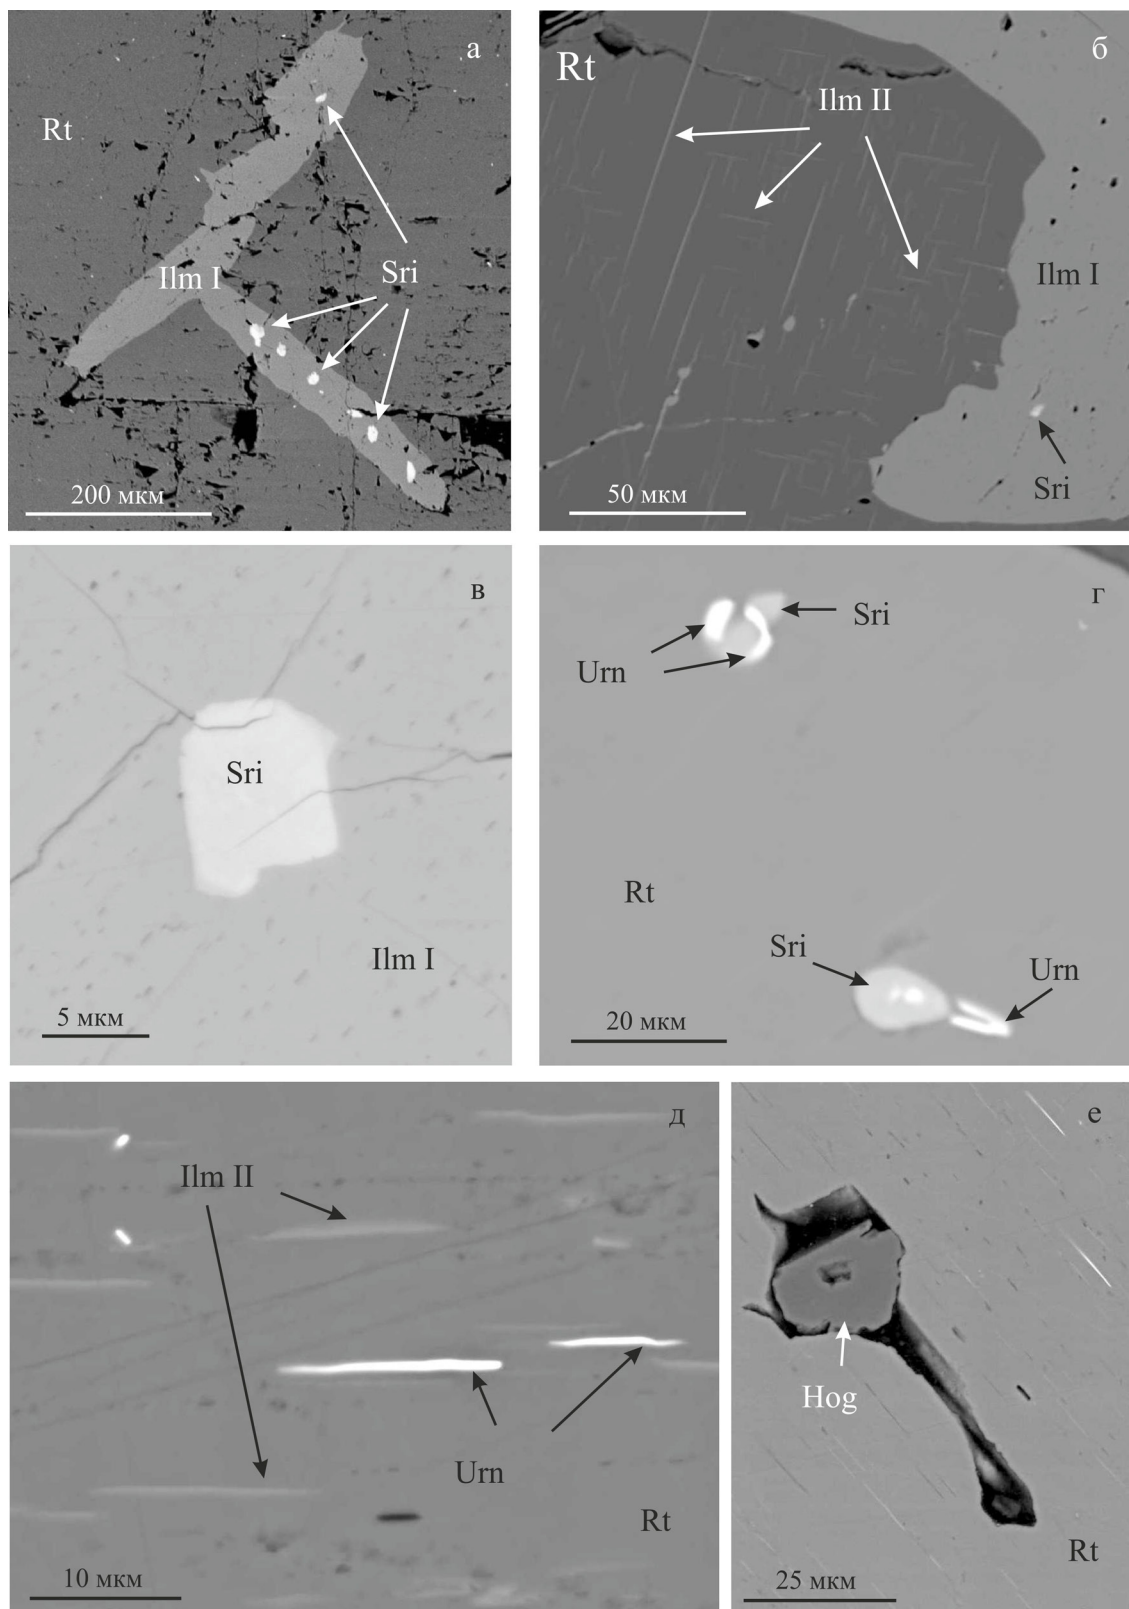 а
Rt
Ilm I
Sri
200 мкм
б
Rt
Ilm II
Ilm I
Sri
50 мкм
в
Sri
Ilm I
5 мкм
г
Sri
Urn
Rt
Sri
Urn
20 мкм
д
Ilm II
Urn
Rt
10 мкм
е
Hog
Rt
25 мкм